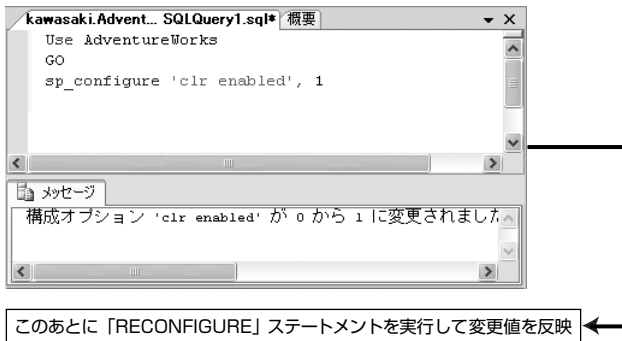 kawasaki.Advent... SQLQuery1.sql* 概要
Use AdventureWorks
GO
sp_configure 'clr enabled', 1
メッセージ
構成オプション 'clr enabled' が 0 から 1 に変更されました
このあとに「RECONFIGURE」ステートメントを実行して変更値を反映